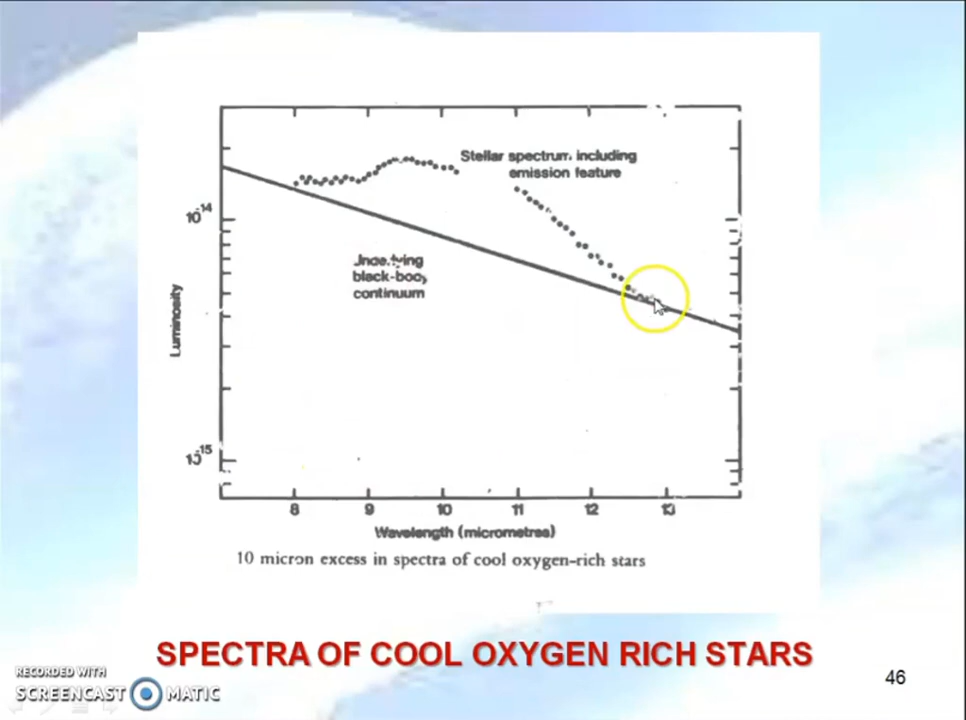 Stellar spectrum including
emission feature
10^14
Underlying
black-body
continuum
Luminosity
10^15
8 9 10 11 12 13
Wavelength (micrometres)
10 micron excess in spectra of cool oxygen-rich stars
SPECTRA OF COOL OXYGEN RICH STARS
46
RECORDED WITH
SCREENCAST MATIC